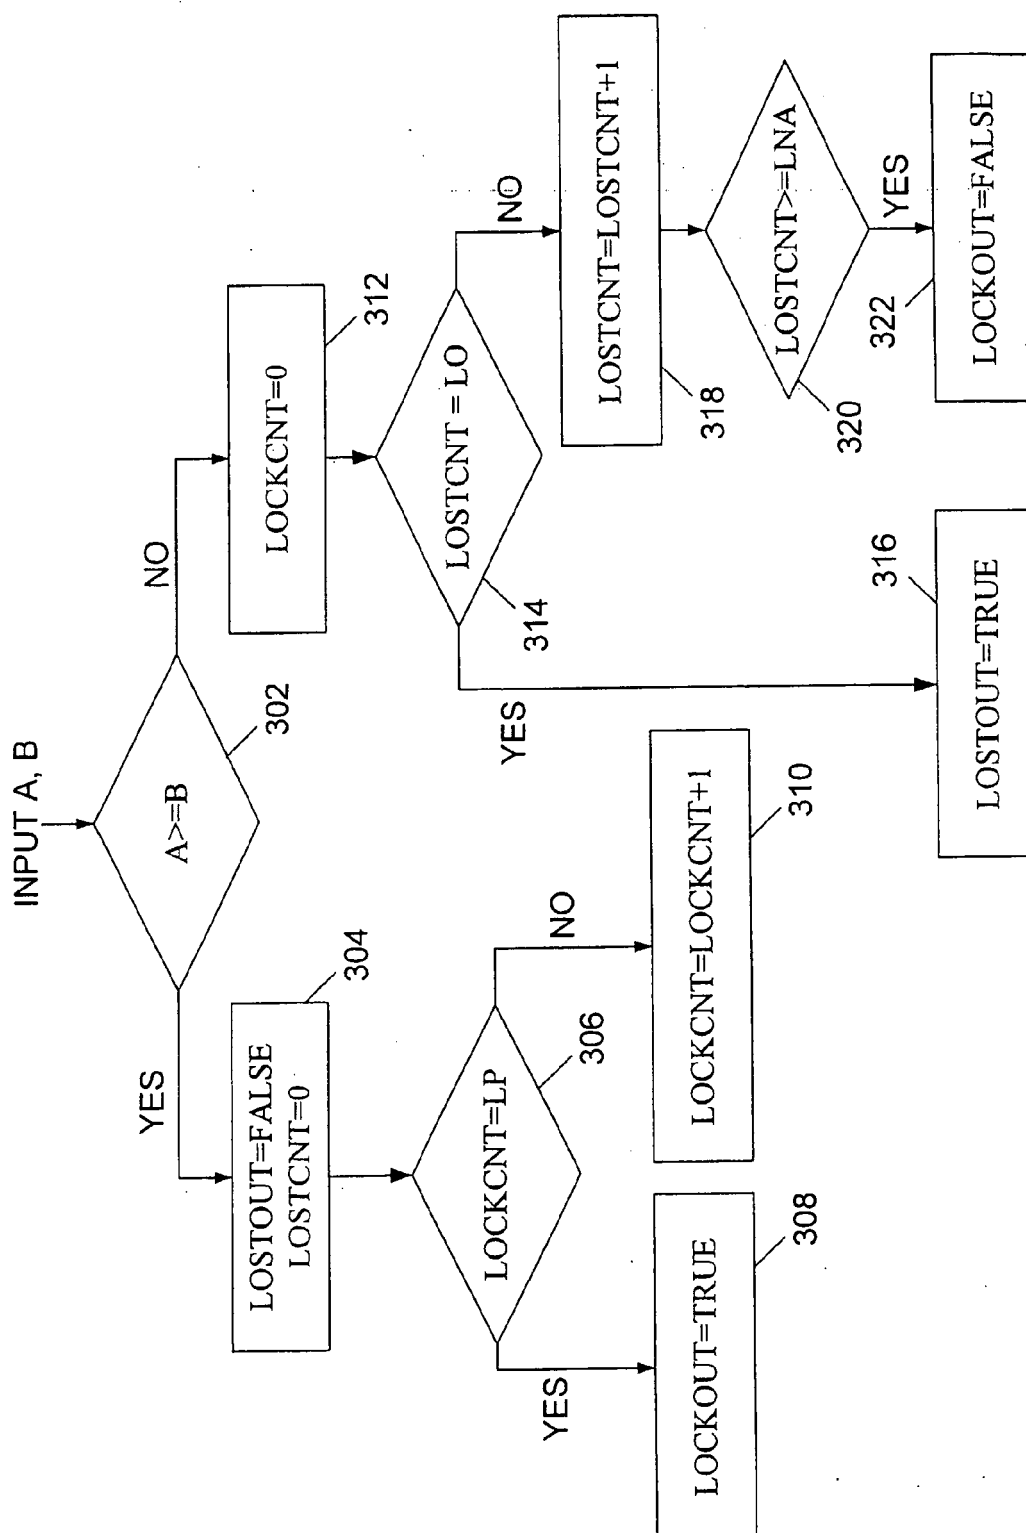 INPUT A, B
A>=B
302
YES
NO
LOSTOUT=FALSE
LOSTCNT=0
304
LOCKCNT=0
312
LOCKCNT=LP
306
YES
NO
LOSTCNT = LO
314
YES
NO
LOCKOUT=TRUE
308
LOCKCNT=LOCKCNT+1
310
LOSTCNT=LOSTCNT+1
318
LOSTCNT>=LNA
320
YES
LOSTOUT=TRUE
316
LOCKOUT=FALSE
322